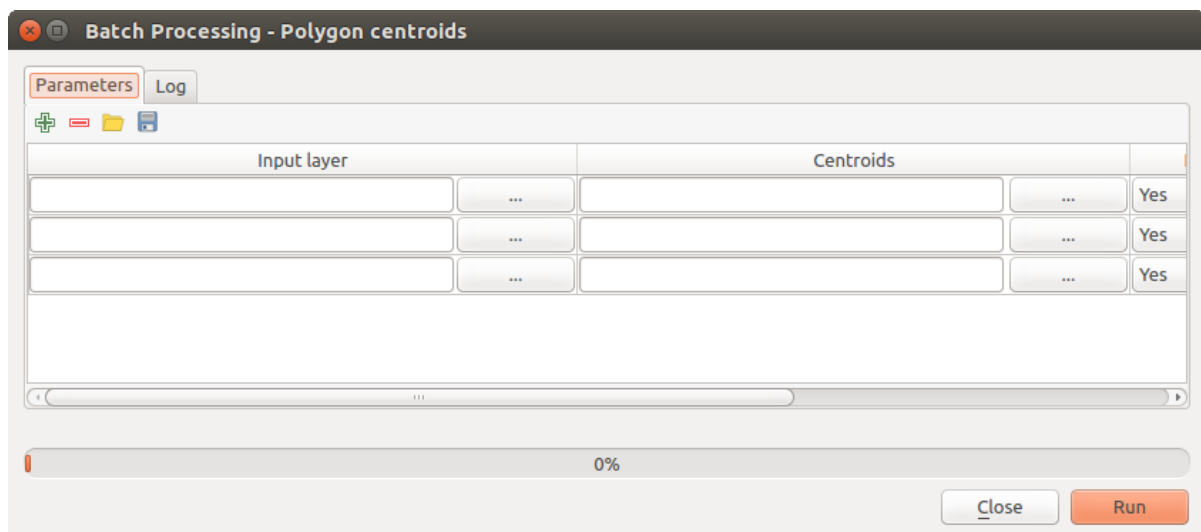 Batch Processing - Polygon centroids
Parameters Log
Input layer Centroids
... ... Yes
... ... Yes
... ... Yes
0%
Close Run